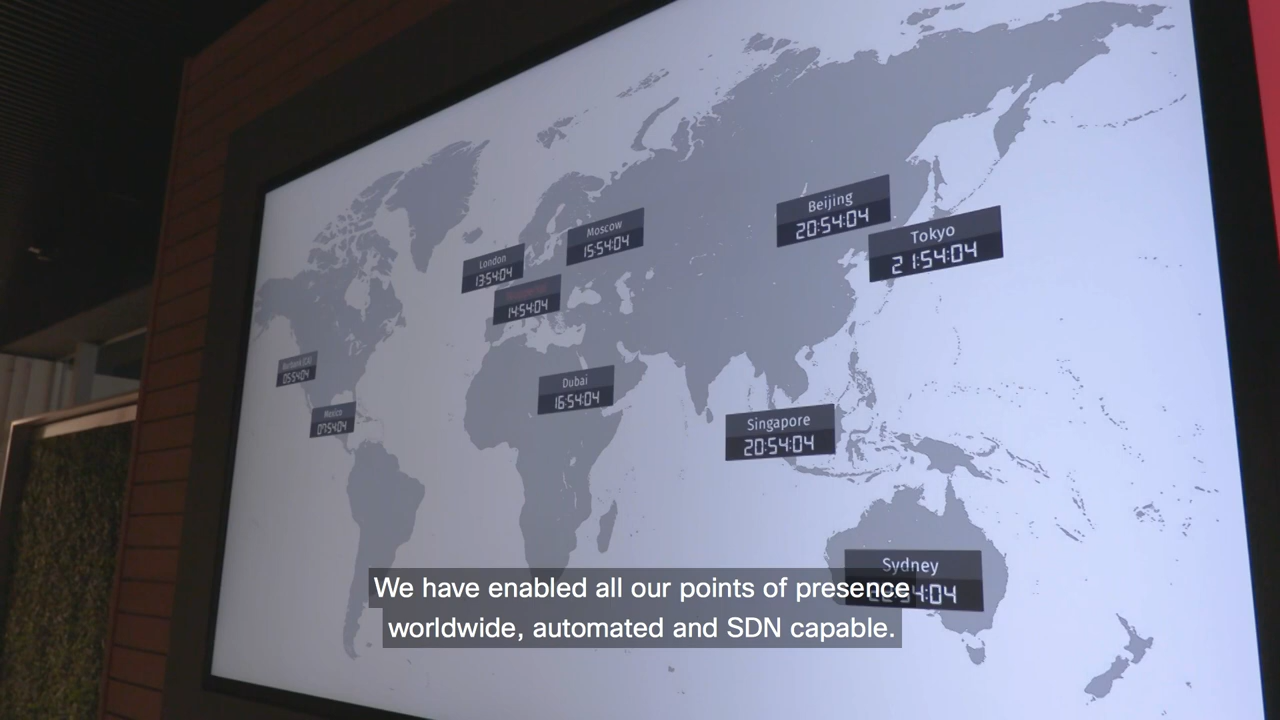 Beijing
20:54:04
Tokyo
21:54:04
Moscow
15:54:04
London
13:54:04
14:54:04
05:54:04
Dubai
16:54:04
Mexico
07:54:04
Singapore
20:54:04
Sydney
We have enabled all our points of presence
worldwide, automated and SDN capable.